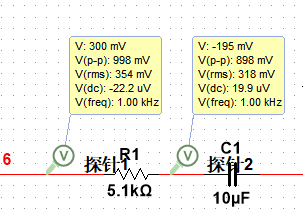 V: 300 mV
V(p-p): 998 mV
V(rms): 354 mV
V(dc): -22.2 uV
V(freq): 1.00 kHz
V: -195 mV
V(p-p): 898 mV
V(rms): 318 mV
V(dc): 19.9 uV
V(freq): 1.00 kHz
V
V
R1
C1
6
探针1
探针2
5.1kΩ
10μF